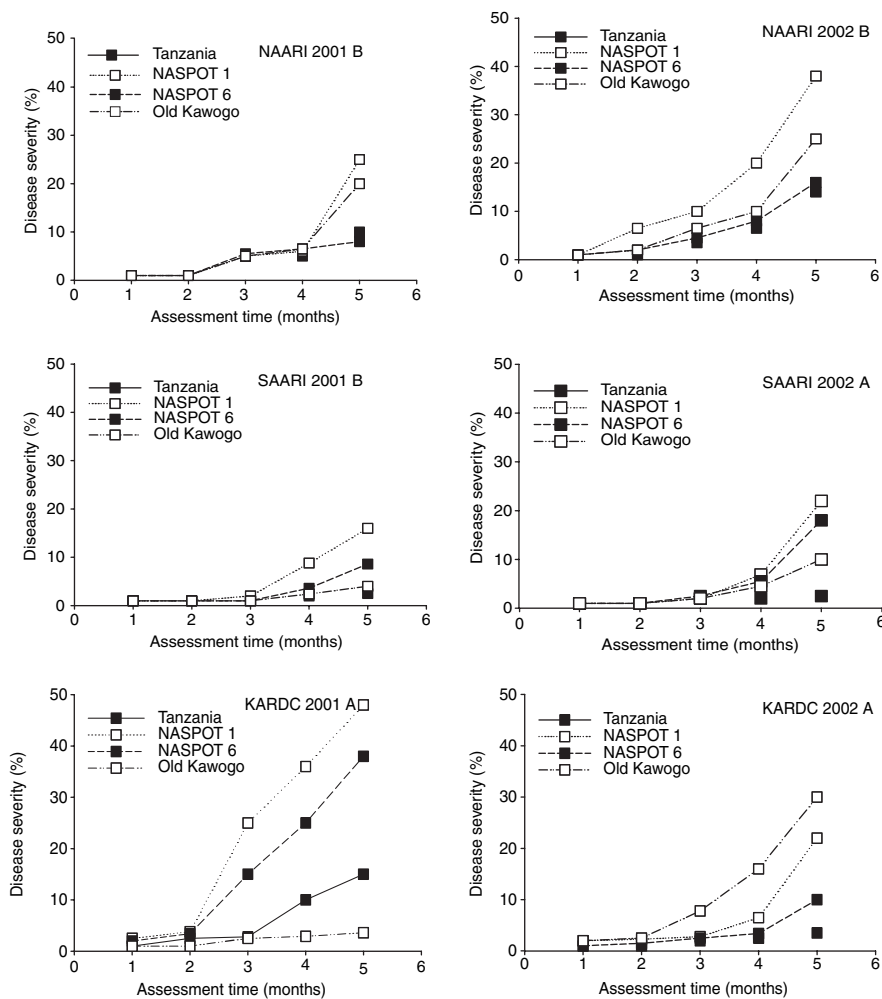 NAARI 2001 B
Tanzania
NASPOT 1
NASPOT 6
Old Kawogo
Disease severity (%)
50
40
30
20
10
0
0 1 2 3 4 5 6
Assessment time (months)
NAARI 2002 B
Tanzania
NASPOT 1
NASPOT 6
Old Kawogo
Disease severity (%)
50
40
30
20
10
0
0 1 2 3 4 5 6
Assessment time (months)
SAARI 2001 B
Tanzania
NASPOT 1
NASPOT 6
Old Kawogo
Disease severity (%)
50
40
30
20
10
0
0 1 2 3 4 5 6
Assessment time (months)
SAARI 2002 A
Tanzania
NASPOT 1
NASPOT 6
Old Kawogo
Disease severity (%)
50
40
30
20
10
0
0 1 2 3 4 5 6
Assessment time (months)
KARDC 2001 A
Tanzania
NASPOT 1
NASPOT 6
Old Kawogo
Disease severity (%)
50
40
30
20
10
0
0 1 2 3 4 5 6
Assessment time (months)
KARDC 2002 A
Tanzania
NASPOT 1
NASPOT 6
Old Kawogo
Disease severity (%)
50
40
30
20
10
0
0 1 2 3 4 5 6
Assessment time (months)